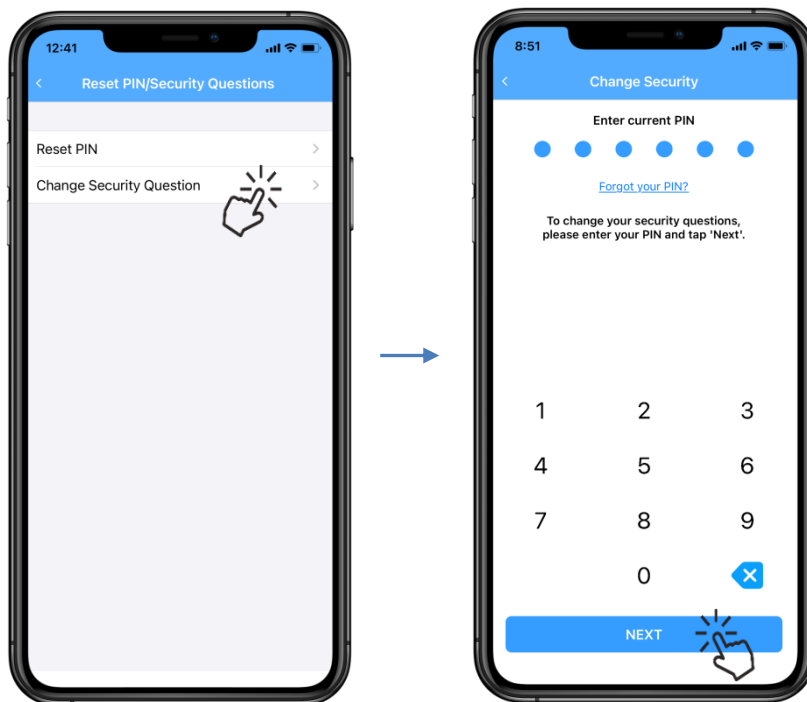 12:41
Reset PIN/Security Questions
Reset PIN
Change Security Question
8:51
Change Security
Enter current PIN
Forgot your PIN?
To change your security questions,
please enter your PIN and tap 'Next'.
1 2 3
4 5 6
7 8 9
0
NEXT